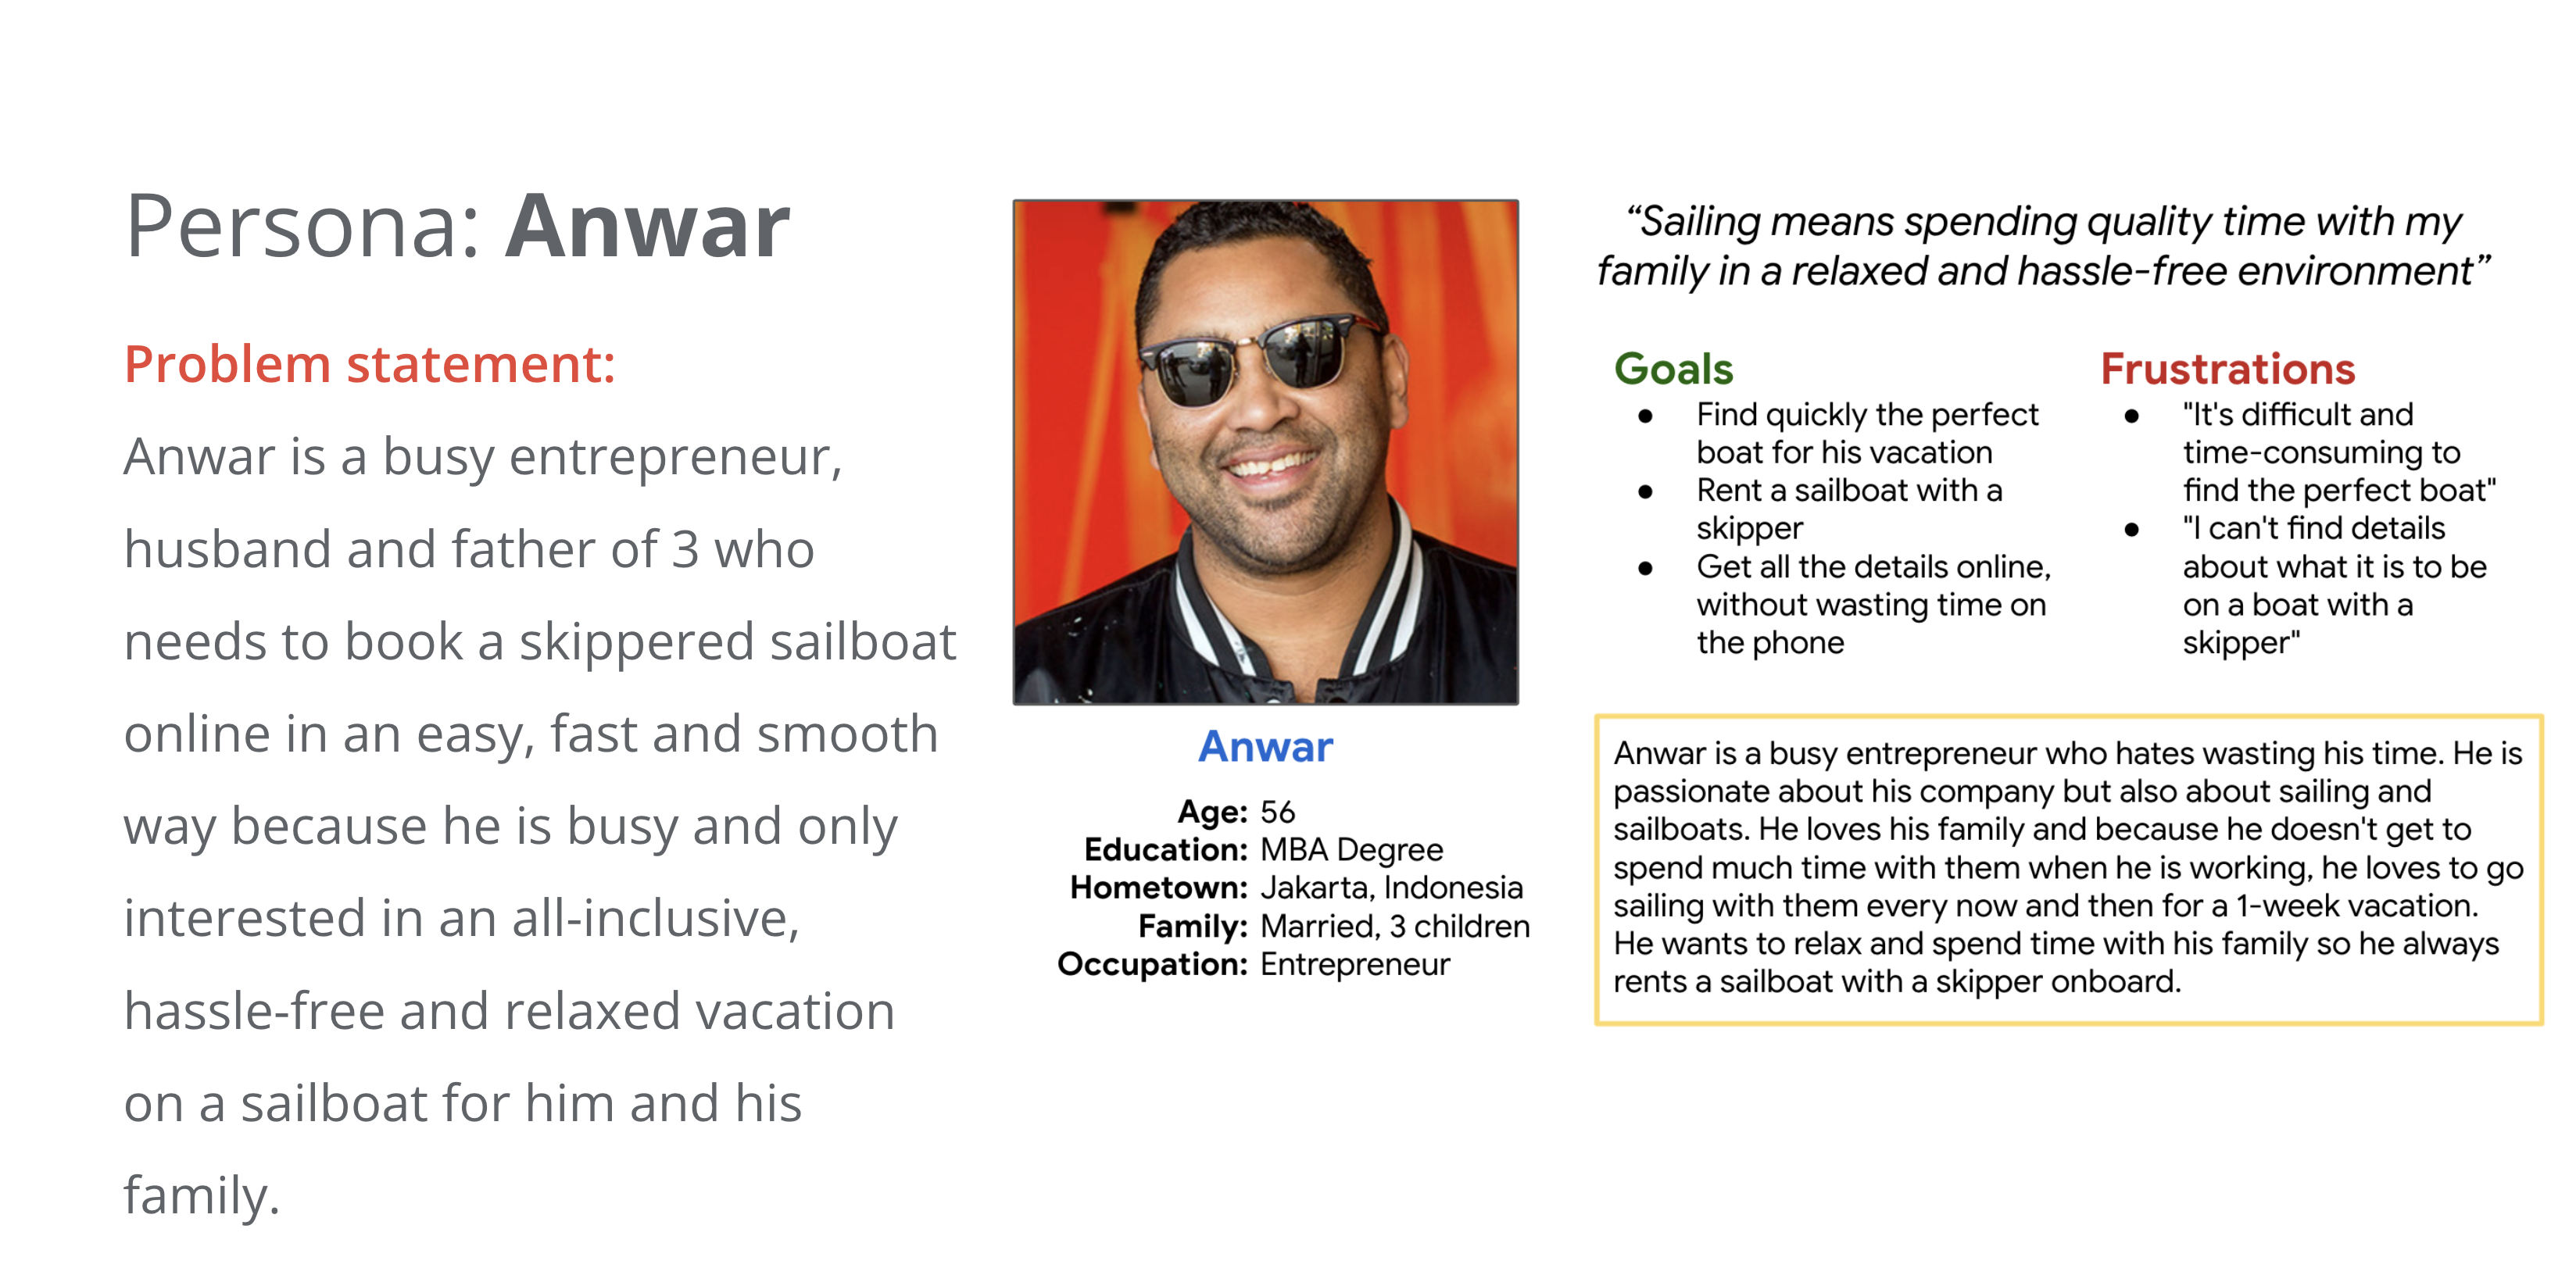 Persona: Anwar
Problem statement:
Anwar is a busy entrepreneur,
husband and father of 3 who
needs to book a skippered sailboat
online in an easy, fast and smooth
way because he is busy and only
interested in an all-inclusive,
hassle-free and relaxed vacation
on a sailboat for him and his
family.
Anwar
Age: 56
Education: MBA Degree
Hometown: Jakarta, Indonesia
Family: Married, 3 children
Occupation: Entrepreneur
“Sailing means spending quality time with my
family in a relaxed and hassle-free environment”
Goals
● Find quickly the perfect
boat for his vacation
● Rent a sailboat with a
skipper
● Get all the details online,
without wasting time on
the phone
Frustrations
● "It's difficult and
time-consuming to
find the perfect boat"
● "I can't find details
about what it is to be
on a boat with a
skipper"
Anwar is a busy entrepreneur who hates wasting his time. He is
passionate about his company but also about sailing and
sailboats. He loves his family and because he doesn't get to
spend much time with them when he is working, he loves to go
sailing with them every now and then for a 1-week vacation.
He wants to relax and spend time with his family so he always
rents a sailboat with a skipper onboard.